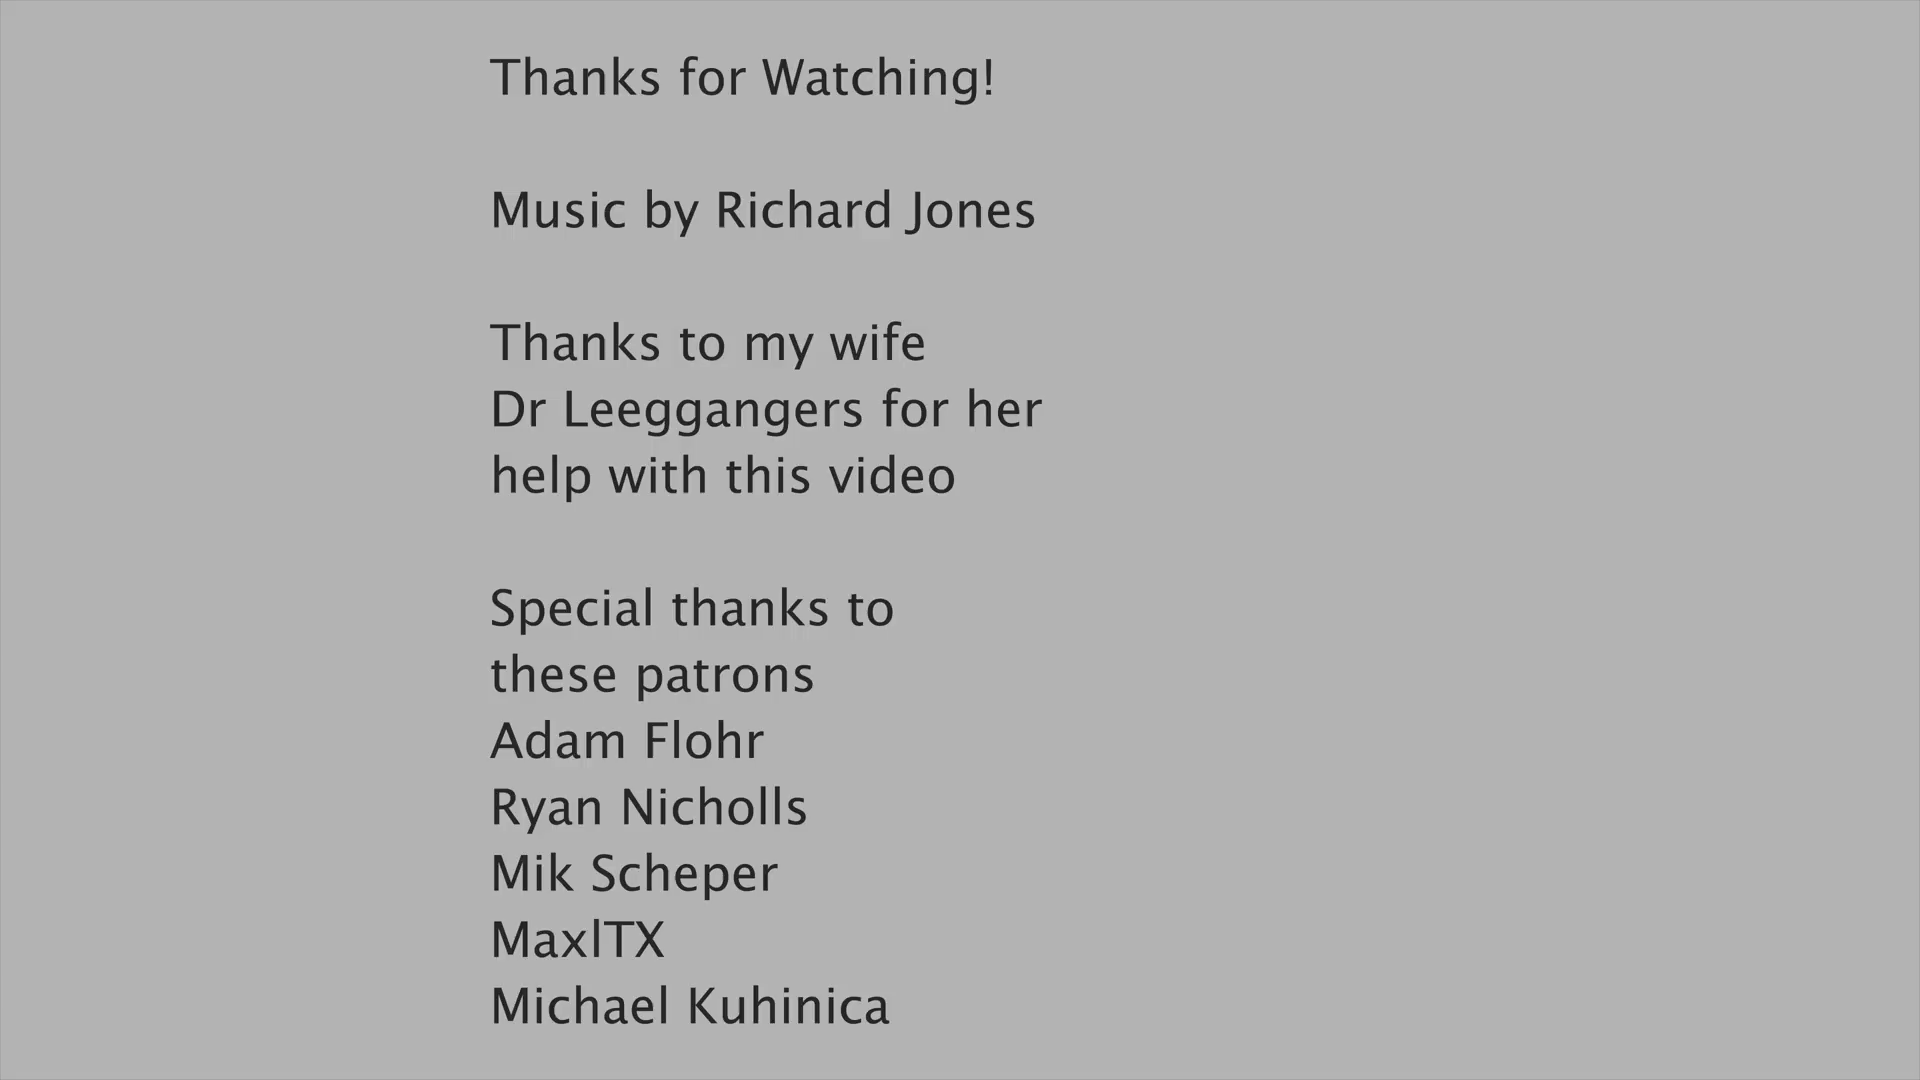 Thanks for Watching!
Music by Richard Jones
Thanks to my wife
Dr Leeggangers for her
help with this video
Special thanks to
these patrons
Adam Flohr
Ryan Nicholls
Mik Scheper
MaxlTX
Michael Kuhinica